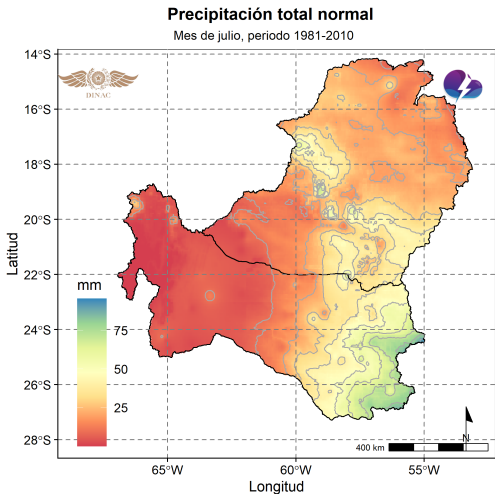 Precipitación total normal
Mes de julio, periodo 1981-2010
DINAC
14°S
16°S
18°S
20°S
22°S
24°S
26°S
28°S
Latitud
mm
75
50
25
N
400 km
65°W
60°W
55°W
Longitud